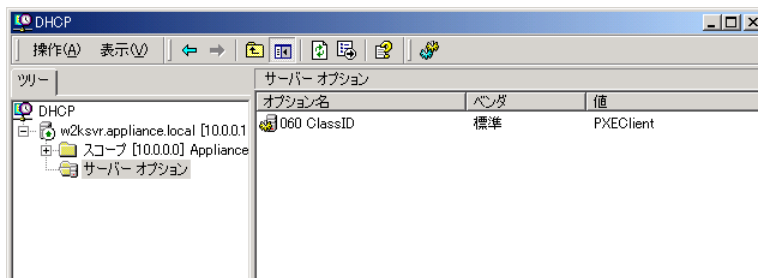 DHCP
操作(A) 表示(V)
ツリー
サーバー オプション
オプション名 ベンダ 値
DHCP
060 ClassID 標準 PXEClient
w2ksvr.appliance.local [10.0.0.1
スコープ [10.0.0.0] Appliance
サーバー オプション